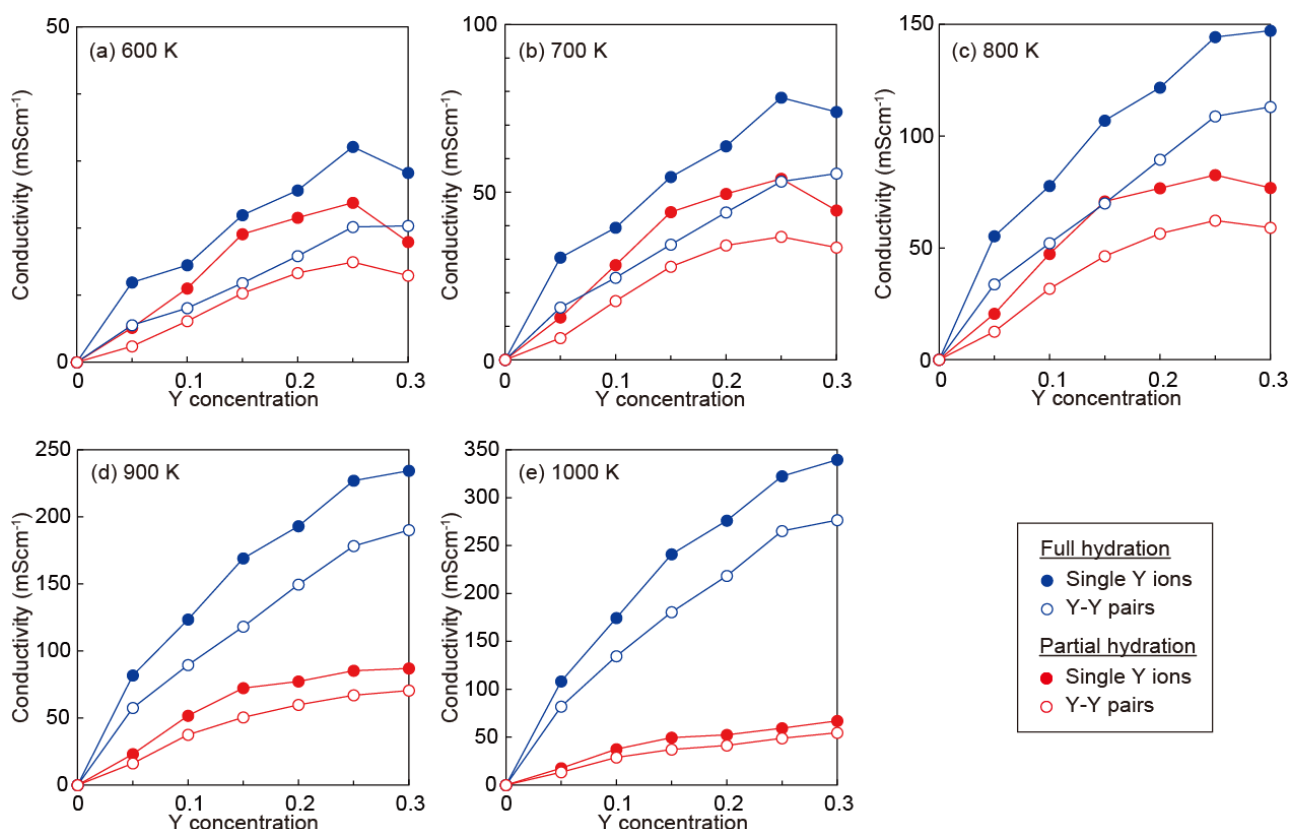 (a) 600 K
50
0
Conductivity (mScm⁻¹)
0
0.1
0.2
0.3
Y concentration
(b) 700 K
100
50
0
Conductivity (mScm⁻¹)
0
0.1
0.2
0.3
Y concentration
(c) 800 K
150
100
50
0
Conductivity (mScm⁻¹)
0
0.1
0.2
0.3
Y concentration
(d) 900 K
250
200
150
100
50
0
Conductivity (mScm⁻¹)
0
0.1
0.2
0.3
Y concentration
(e) 1000 K
350
300
250
200
150
100
50
0
Conductivity (mScm⁻¹)
0
0.1
0.2
0.3
Y concentration
Full hydration
Single Y ions
Y-Y pairs
Partial hydration
Single Y ions
Y-Y pairs